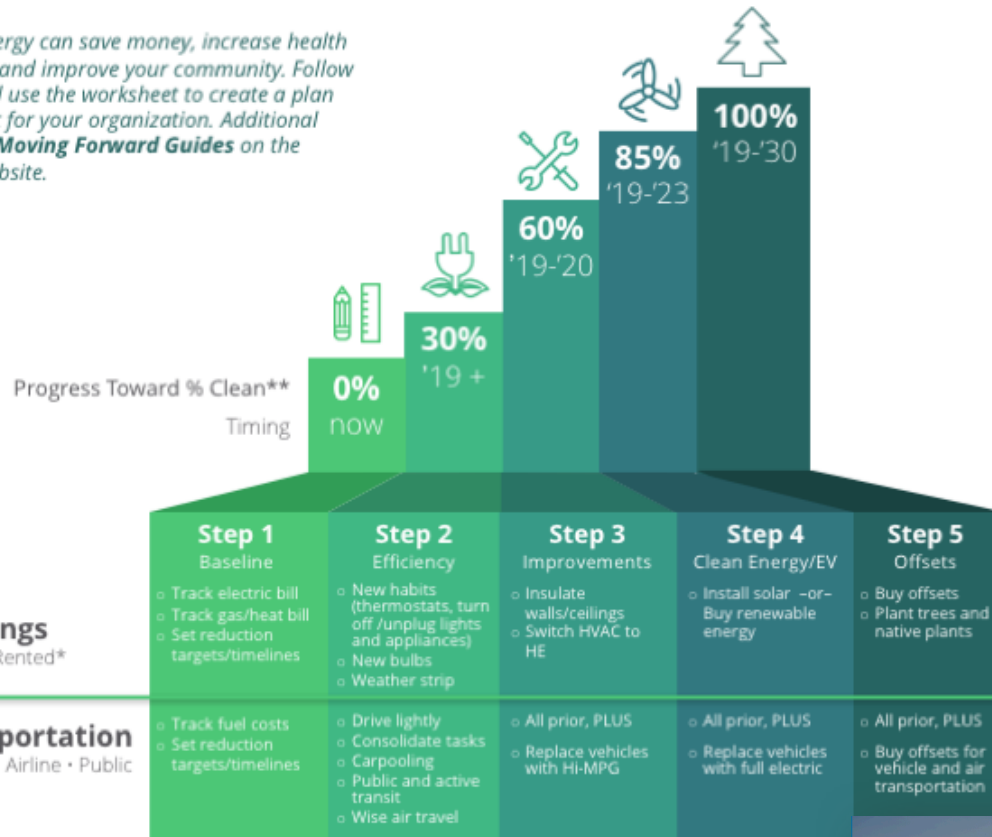 ergy can save money, increase health
and improve your community. Follow
use the worksheet to create a plan
for your organization. Additional
Moving Forward Guides on the
bsite.
100%
'19-'30
85%
'19-'23
60%
'19-'20
30%
'19 +
Progress Toward % Clean**
0%
Timing
now
Step 1
Baseline
○ Track electric bill
○ Track gas/heat bill
○ Set reduction
targets/timelines
Step 2
Efficiency
○ New habits
(thermostats, turn
off /unplug lights
and appliances)
○ New bulbs
○ Weather strip
Step 3
Improvements
○ Insulate
walls/ceilings
○ Switch HVAC to
HE
Step 4
Clean Energy/EV
○ Install solar –or–
Buy renewable
energy
Step 5
Offsets
○ Buy offsets
○ Plant trees and
native plants
ngs
Rented*
portation
Airline • Public
○ Track fuel costs
○ Set reduction
targets/timelines
○ Drive lightly
○ Consolidate tasks
○ Carpooling
○ Public and active
transit
○ Wise air travel
○ All prior, PLUS
○ Replace vehicles
with Hi-MPG
○ All prior, PLUS
○ Replace vehicles
with full electric
○ All prior, PLUS
○ Buy offsets for
vehicle and air
transportation